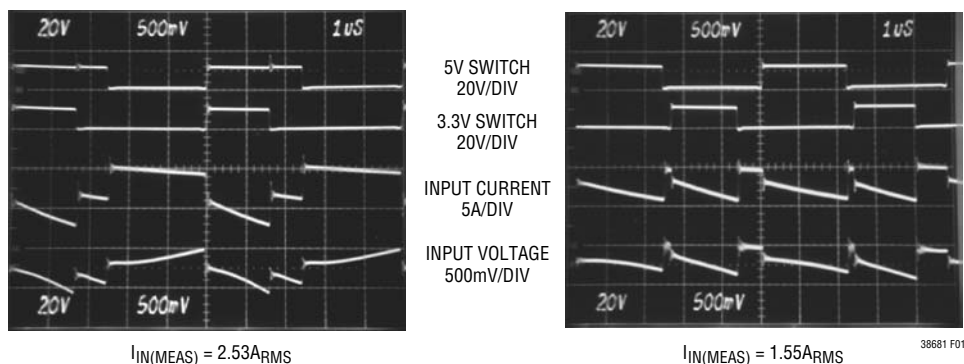 20V 500mV 1uS
20V 500mV
I_IN(MEAS) = 2.53A_RMS
5V SWITCH
20V/DIV
3.3V SWITCH
20V/DIV
INPUT CURRENT
5A/DIV
INPUT VOLTAGE
500mV/DIV
20V 500mV 1uS
20V 500mV
I_IN(MEAS) = 1.55A_RMS
38681 F01